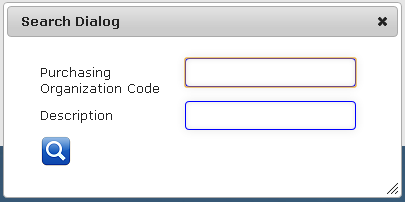 Search Dialog
Purchasing
Organization Code
Description